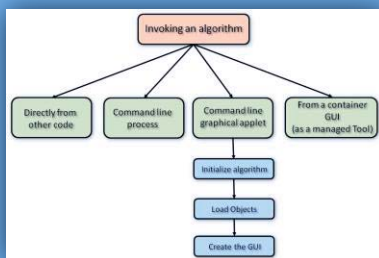 Invoking an algorithm
Directly from
other code
Command line
process
Command line
graphical applet
From a container
GUI
(as a managed Tool)
Initialize algorithm
Load Objects
Create the GUI